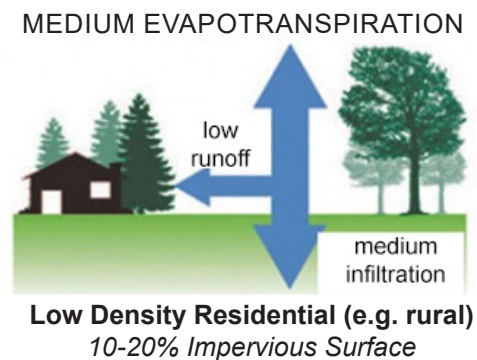 MEDIUM EVAPOTRANSPIRATION
low
runoff
medium
infiltration
Low Density Residential (e.g. rural)
10-20% Impervious Surface